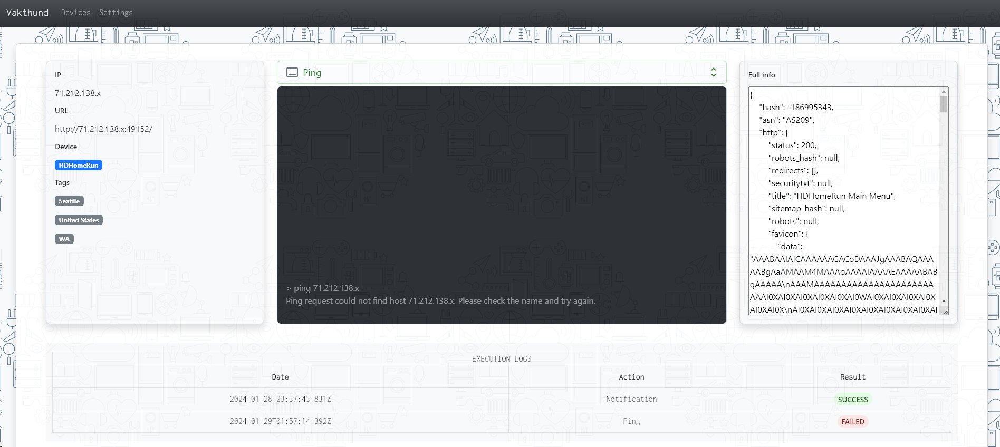 Vakthund Devices Settings
IP
71.212.138.x
URL
http://71.212.138.x:49152/
Device
HDHomeRun
Tags
Seattle
United States
WA
Ping
> ping 71.212.138.x
Ping request could not find host 71.212.138.x. Please check the name and try again.
Full info
{
"hash": -186995343,
"asn": "AS209",
"http": {
"status": 200,
"robots_hash": null,
"redirects": [],
"securitytxt": null,
"title": "HDHomeRun Main Menu",
"sitemap_hash": null,
"robots": null,
"favicon": {
"data":
"AAABAAIAICAAAAAAGACoDAAAJgAAABAQAAA
AABgAaAMAAM4MAAAoAAAAIAAAAEAAAAABAB
gAAAAA\nAAAMAAAAAAAAAAAAAAAAAAAAAA
AAAI0XAI0XAI0XAI0XAI0WAI0XAI0XAI0XAI0X
AI0XAI0X\nAI0XAI0XAI0XAI0XAI0XAI0XAI0XAI
EXECUTION LOGS
Date Action Result
2024-01-28T23:37:43.831Z Notification SUCCESS
2024-01-29T01:57:14.392Z Ping FAILED